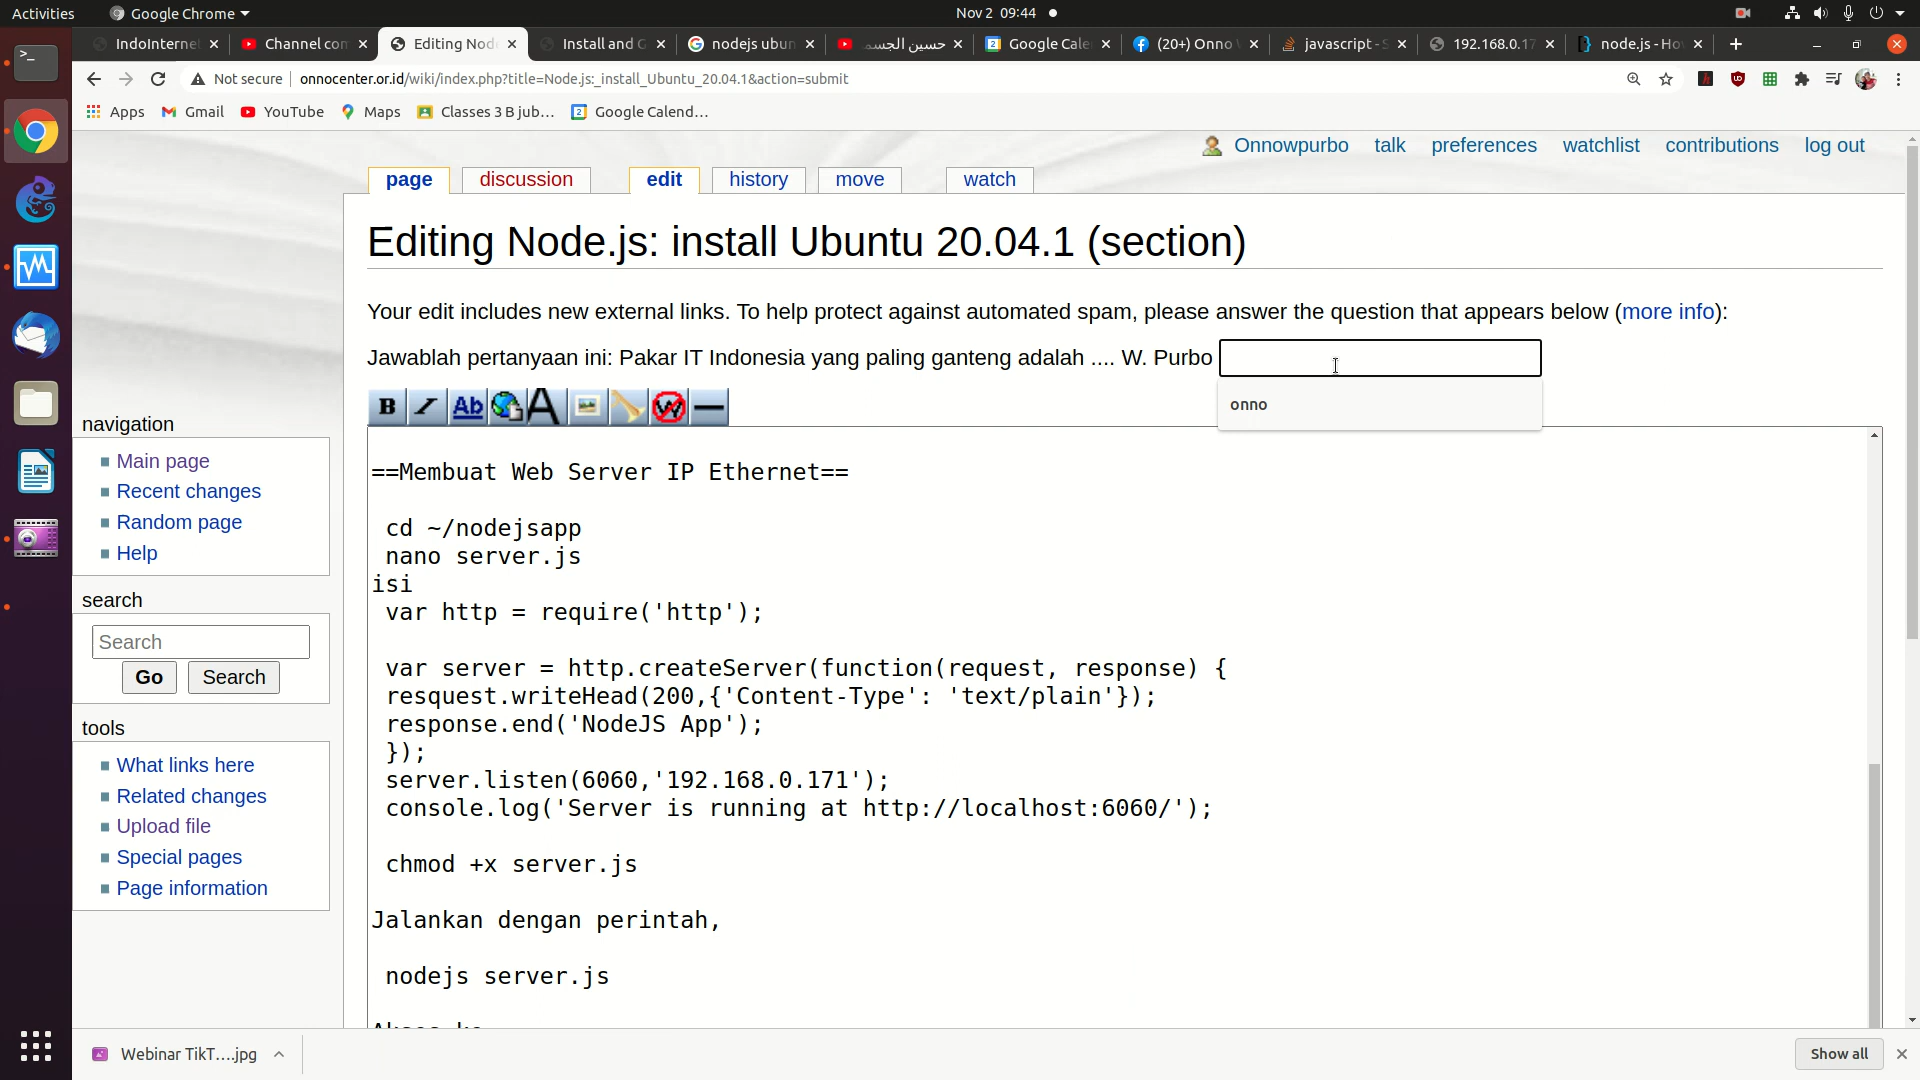 Activities Google Chrome Nov 2 09:44
IndoInterne Channel con Editing Nod Install and G nodejs ubun حسين الجسم Google Cale (20+) Onno javascript - S 192.168.0.17 node.js - Ho
Not secure | onnocenter.or.id/wiki/index.php?title=Node.js:_install_Ubuntu_20.04.1&action=submit
Apps Gmail YouTube Maps Classes 3 B jub... Google Calend...
Onnowpurbo talk preferences watchlist contributions log out
page discussion edit history move watch
Editing Node.js: install Ubuntu 20.04.1 (section)
Your edit includes new external links. To help protect against automated spam, please answer the question that appears below (more info):
Jawablah pertanyaan ini: Pakar IT Indonesia yang paling ganteng adalah .... W. Purbo
onno
B I Ab A W
navigation
Main page
Recent changes
Random page
Help
search
Search
Go Search
tools
What links here
Related changes
Upload file
Special pages
Page information
==Membuat Web Server IP Ethernet==
cd ~/nodejsapp
nano server.js
isi
var http = require('http');
var server = http.createServer(function(request, response) {
resquest.writeHead(200,{'Content-Type': 'text/plain'});
response.end('NodeJS App');
});
server.listen(6060,'192.168.0.171');
console.log('Server is running at http://localhost:6060/');
chmod +x server.js
Jalankan dengan perintah,
nodejs server.js
Webinar TikT....jpg Show all